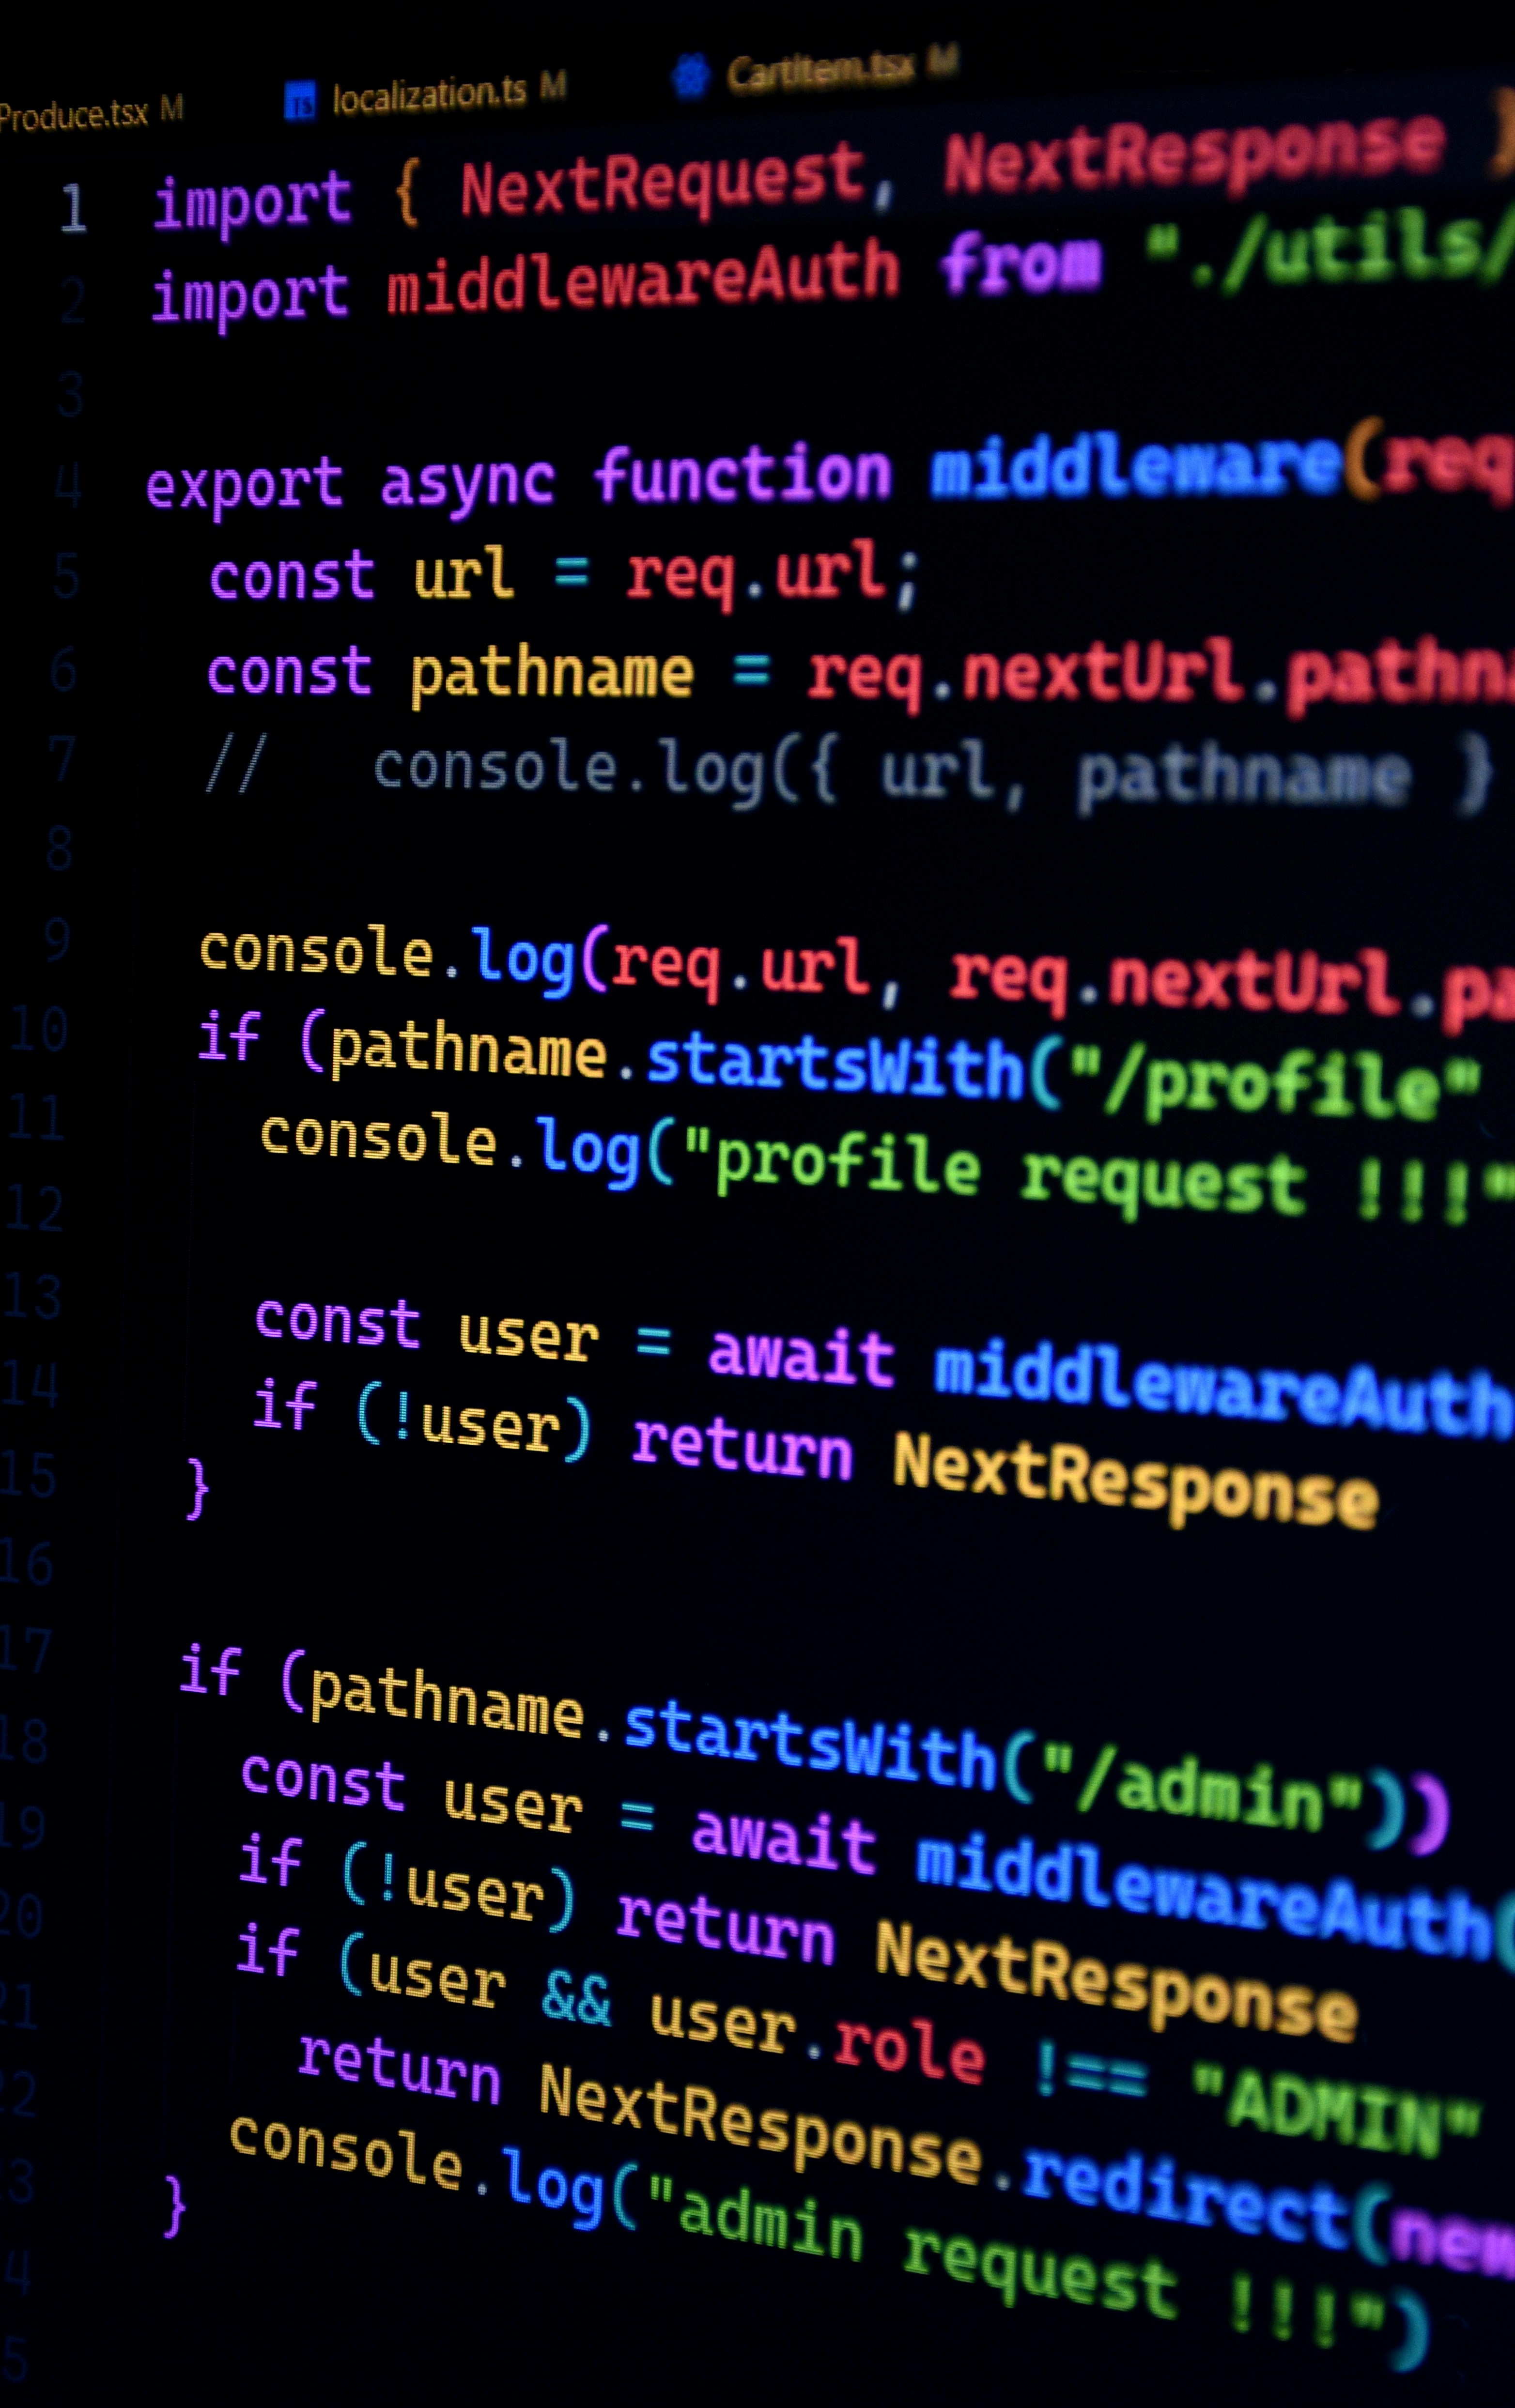 Produce.tsx M TS localization.ts M CartItem.tsx M
1 import { NextRequest, NextResponse }
2 import middlewareAuth from "./utils/
3
4 export async function middleware(req
5 const url = req.url;
6 const pathname = req.nextUrl.pathna
7 // console.log({ url, pathname }
8
9 console.log(req.url, req.nextUrl.pa
10 if (pathname.startsWith("/profile"
11 console.log("profile request !!!"
12
13 const user = await middlewareAuth
14 if (!user) return NextResponse
15 }
16
17 if (pathname.startsWith("/admin"))
18 const user = await middlewareAuth(
19 if (!user) return NextResponse
20 if (user && user.role !== "ADMIN"
21 return NextResponse.redirect(new
22 console.log("admin request !!!")
23 }
4
5